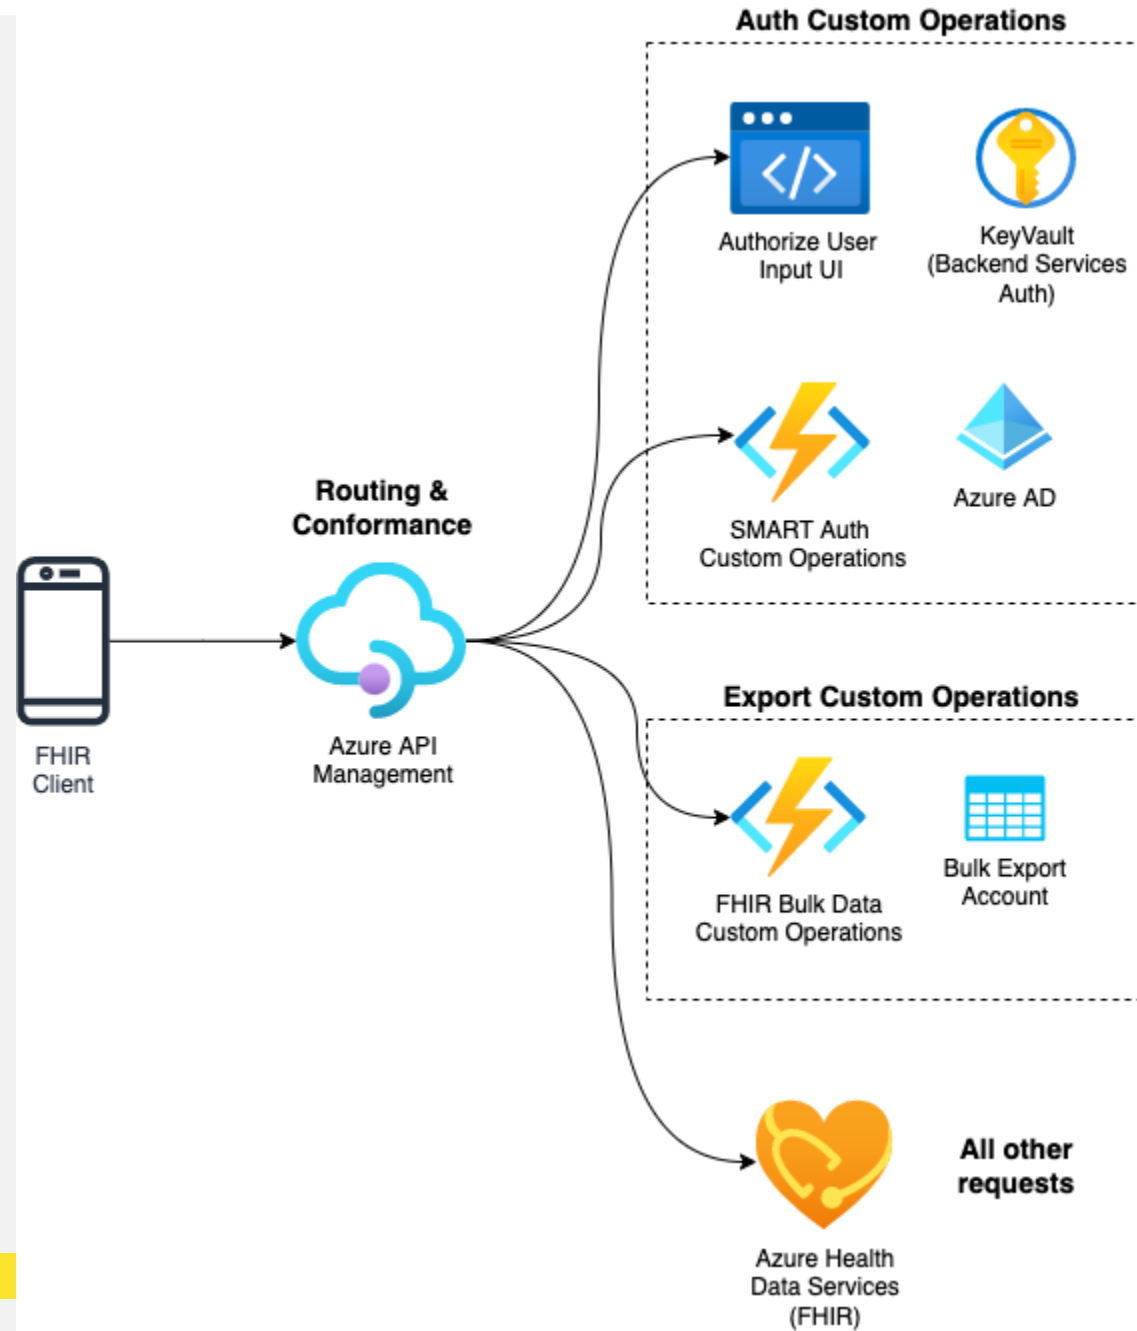 Auth Custom Operations
Authorize User
Input UI
KeyVault
(Backend Services
Auth)
SMART Auth
Custom Operations
Azure AD
Routing &
Conformance
Azure API
Management
FHIR
Client
Export Custom Operations
FHIR Bulk Data
Custom Operations
Bulk Export
Account
All other
requests
Azure Health
Data Services
(FHIR)